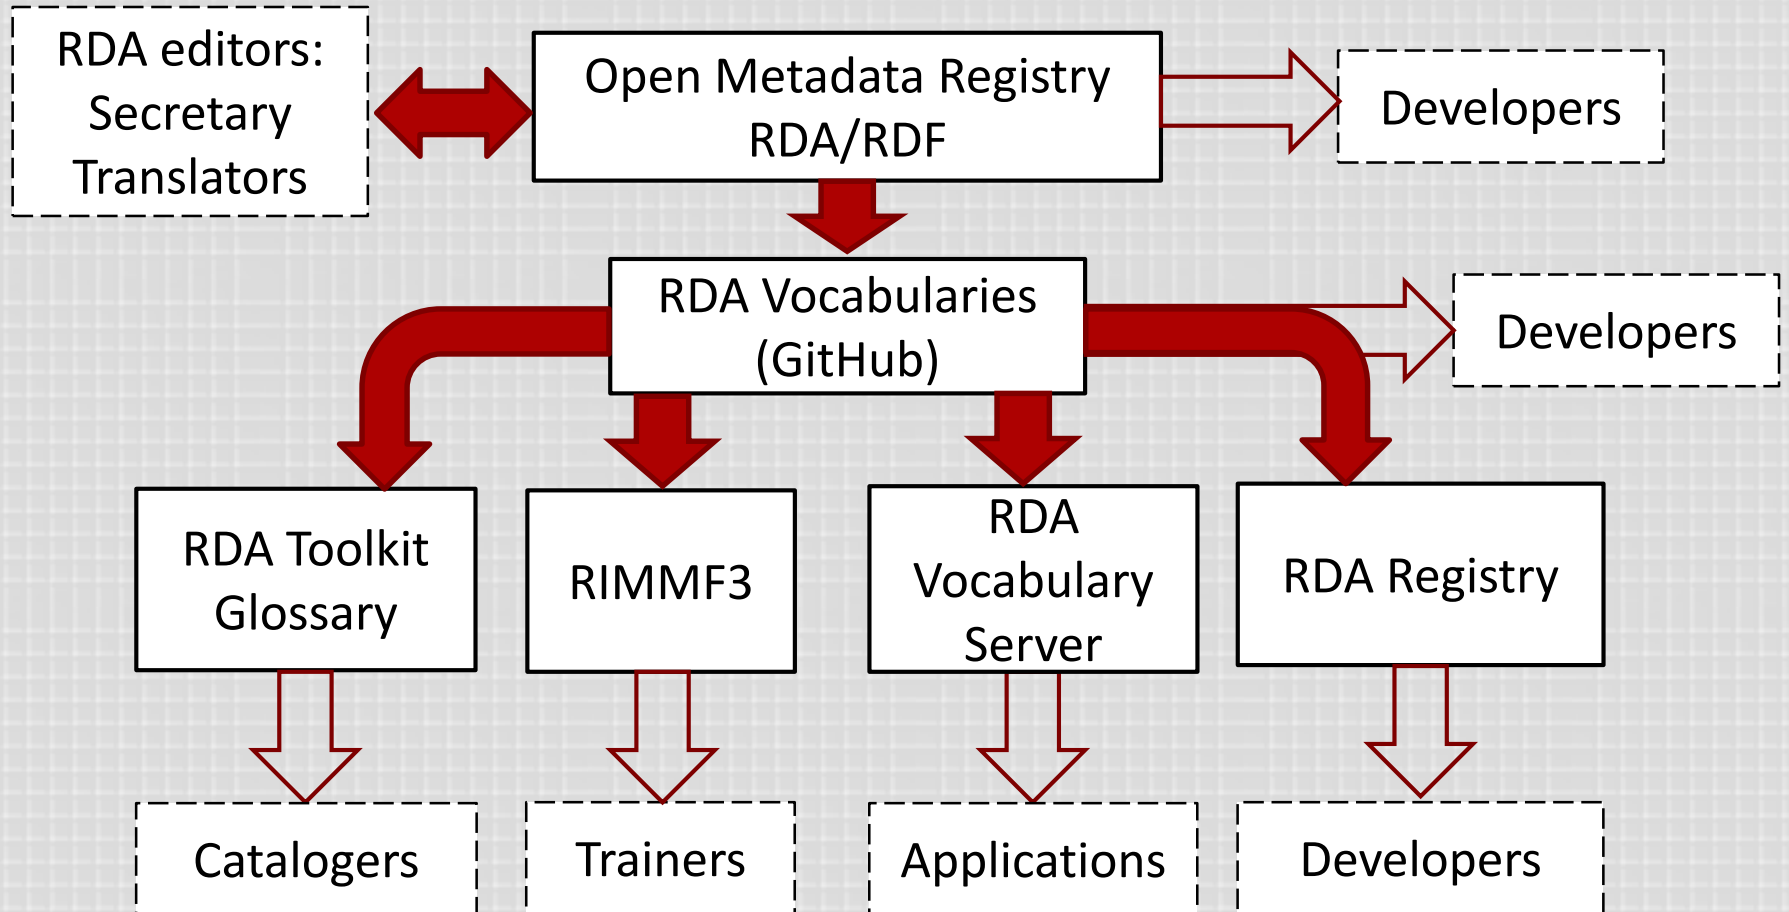 RDA editors:
Secretary
Translators
Open Metadata Registry
RDA/RDF
Developers
RDA Vocabularies
(GitHub)
Developers
RDA Toolkit
Glossary
RIMMF3
RDA
Vocabulary
Server
RDA Registry
Catalogers
Trainers
Applications
Developers